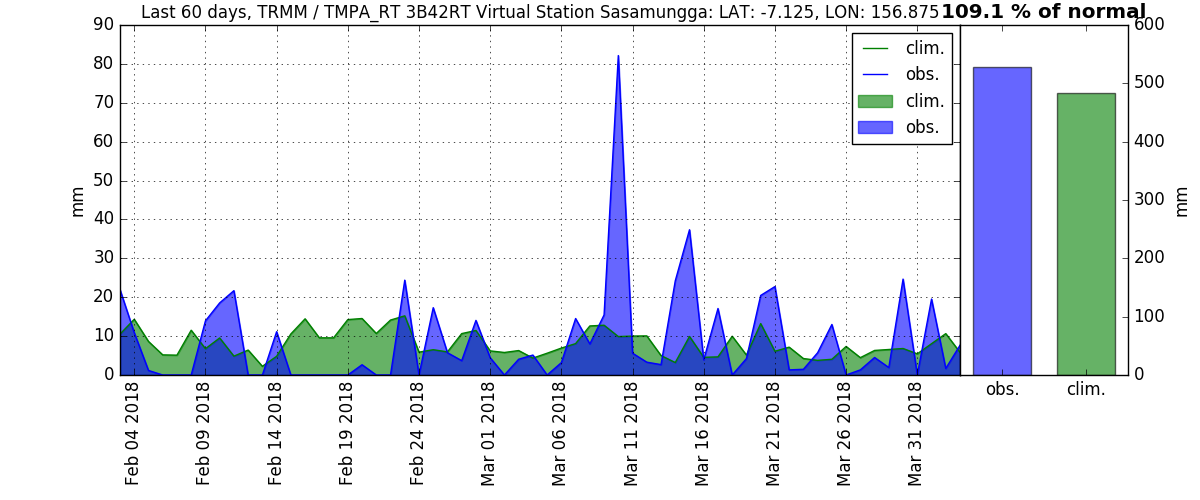 Last 60 days, TRMM / TMPA_RT 3B42RT Virtual Station Sasamungga: LAT: -7.125, LON: 156.875
109.1 % of normal
90
80
70
60
50
40
30
20
10
0
mm
clim.
obs.
clim.
obs.
Feb 04 2018
Feb 09 2018
Feb 14 2018
Feb 19 2018
Feb 24 2018
Mar 01 2018
Mar 06 2018
Mar 11 2018
Mar 16 2018
Mar 21 2018
Mar 26 2018
Mar 31 2018
600
500
400
300
200
100
0
mm
obs.
clim.